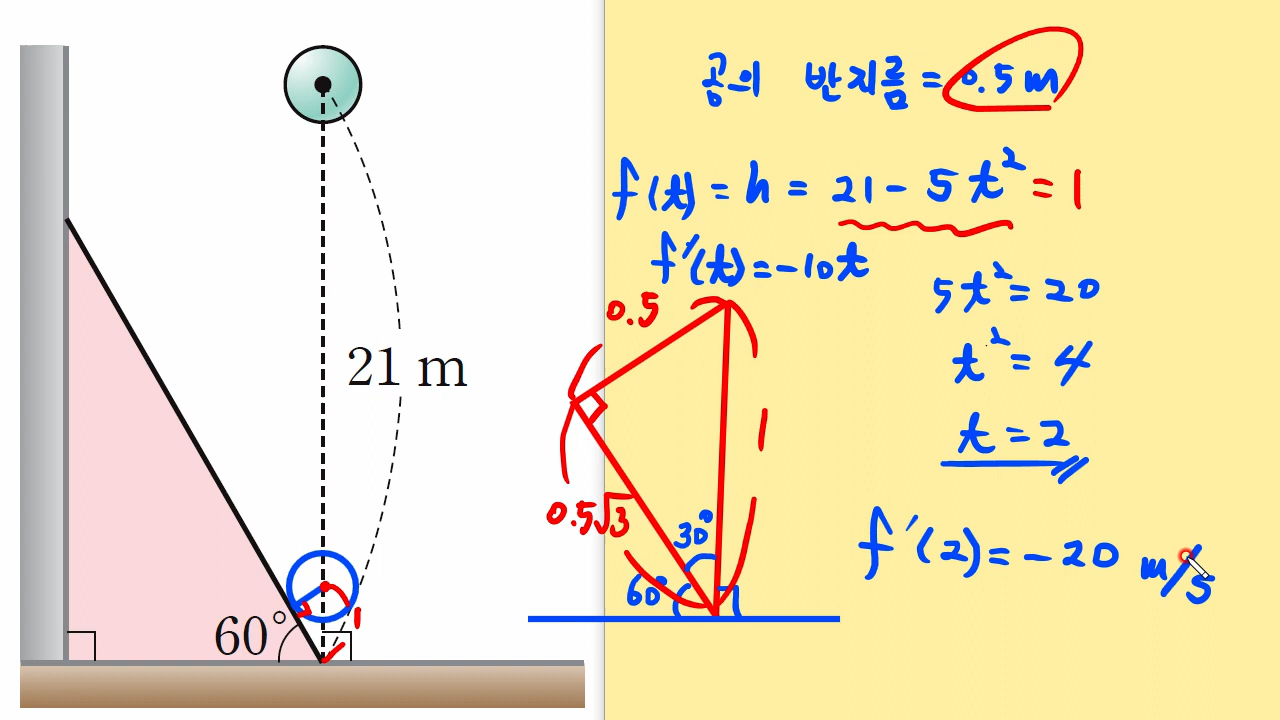 21 m
60°
1
공의 반지름 = 0.5 m
f(t) = h = 21 - 5t² = 1
f'(t) = -10t
5t² = 20
t² = 4
t = 2
f'(2) = -20 m/s
0.5
1
0.5√3
30°
60°